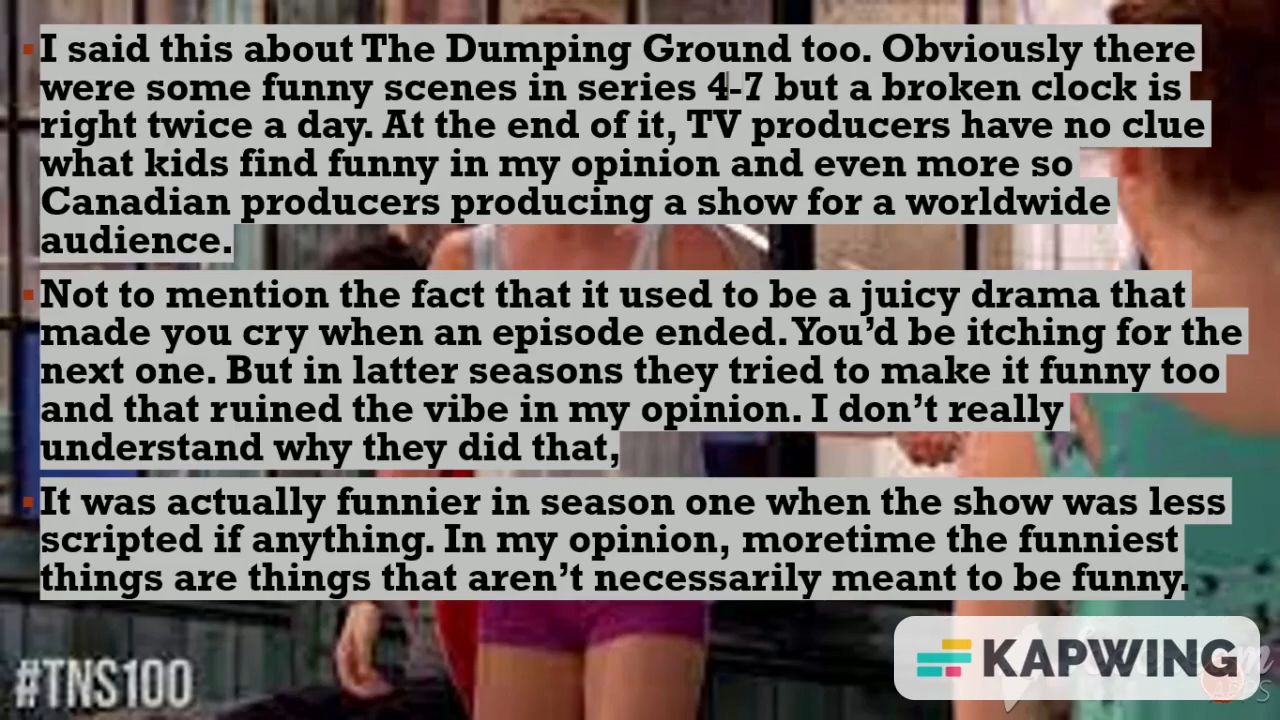 I said this about The Dumping Ground too. Obviously there
were some funny scenes in series 4-7 but a broken clock is
right twice a day. At the end of it, TV producers have no clue
what kids find funny in my opinion and even more so
Canadian producers producing a show for a worldwide
audience.
Not to mention the fact that it used to be a juicy drama that
made you cry when an episode ended. You’d be itching for the
next one. But in latter seasons they tried to make it funny too
and that ruined the vibe in my opinion. I don’t really
understand why they did that,
It was actually funnier in season one when the show was less
scripted if anything. In my opinion, moretime the funniest
things are things that aren’t necessarily meant to be funny.
KAPWING
#TNS100